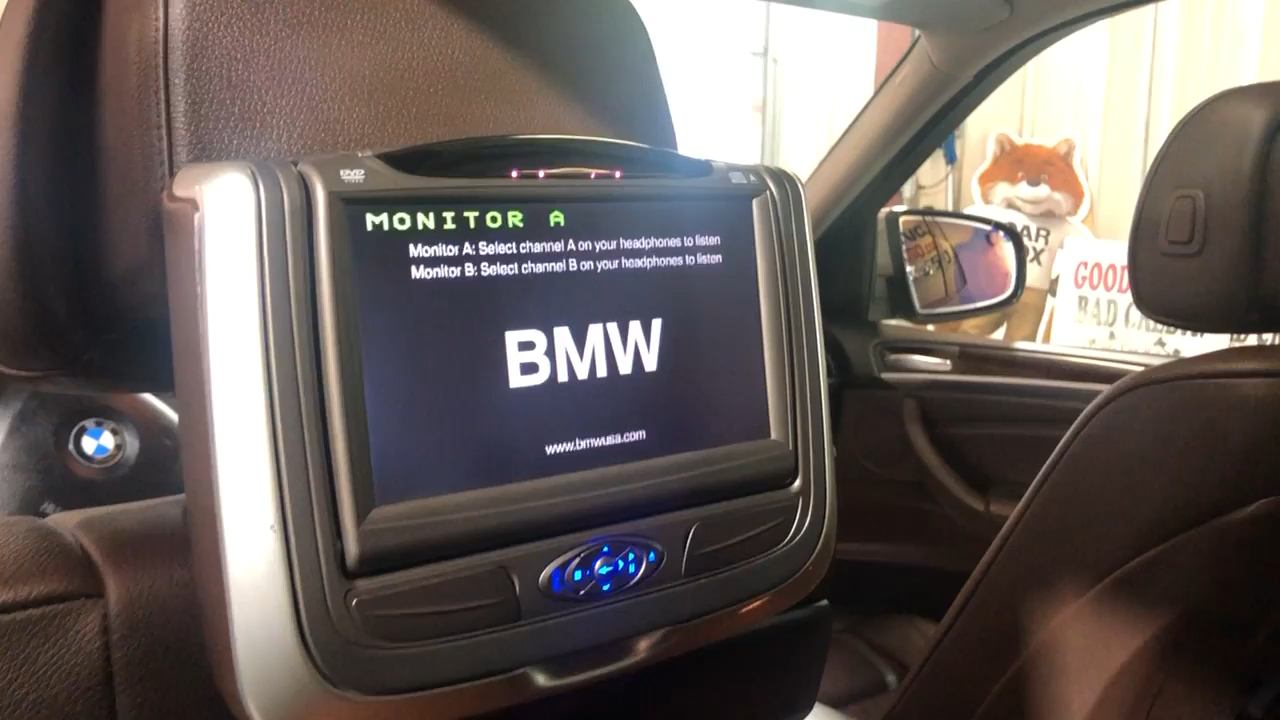 DVD
VIDEO
MONITOR A
Monitor A: Select channel A on your headphones to listen
Monitor B: Select channel B on your headphones to listen
BMW
www.bmwusa.com
GOOD
BAD